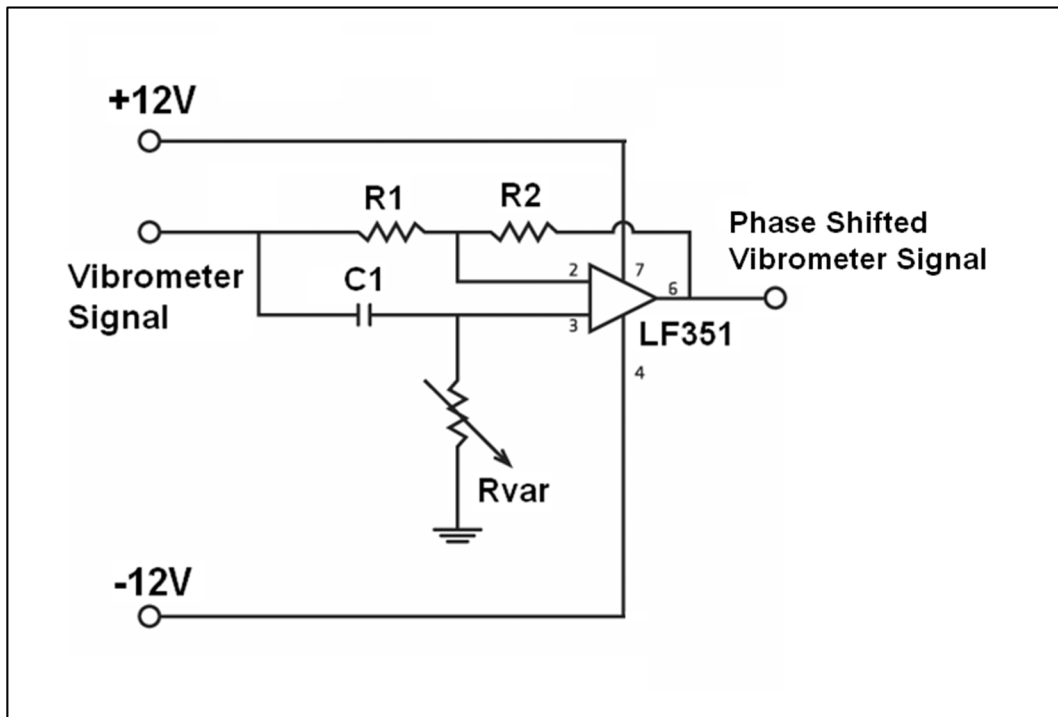 +12V
R1
R2
Phase Shifted
Vibrometer Signal
Vibrometer
Signal
C1
2
7
6
3
LF351
4
Rvar
-12V